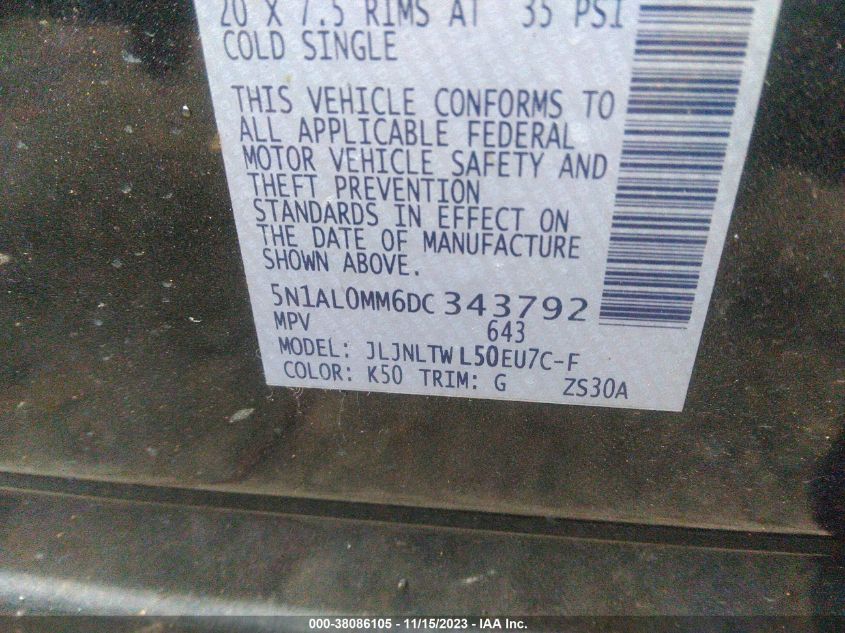 20 X 7.5 RIMS AT 35 PSI
COLD SINGLE
THIS VEHICLE CONFORMS TO
ALL APPLICABLE FEDERAL
MOTOR VEHICLE SAFETY AND
THEFT PREVENTION
STANDARDS IN EFFECT ON
THE DATE OF MANUFACTURE
SHOWN ABOVE.
5N1AL0MM6DC 343792
MPV 643
MODEL: JLJNLTW L50EU7C-F
COLOR: K50 TRIM: G ZS30A
000-38086105 - 11/15/2023 - IAA Inc.